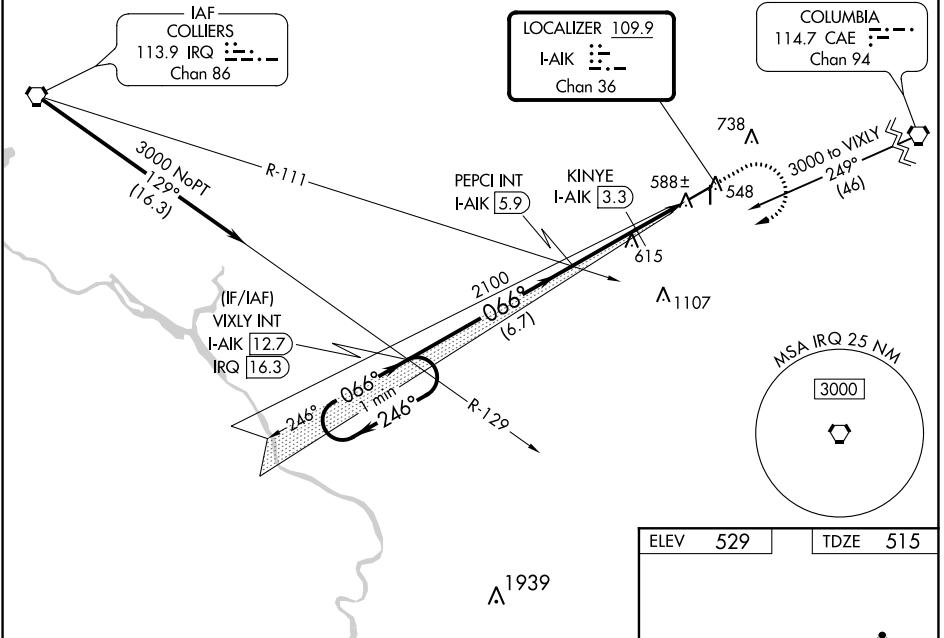 IAF
COLLIERS
113.9 IRQ
Chan 86
LOCALIZER 109.9
I-AIK
Chan 36
COLUMBIA
114.7 CAE
Chan 94
738
3000 NoPT
129°
(16.3)
R-111
3000 to VIXLY
249°
(46)
PEPCI INT
I-AIK 5.9
KINYE
I-AIK 3.3
588±
548
615
1107
2100
066°
(6.7)
(IF/IAF)
VIXLY INT
I-AIK 12.7
IRQ 16.3
246°
066°
1 min
246°
R-129
MSA IRQ 25 NM
3000
1939
ELEV 529
TDZE 515